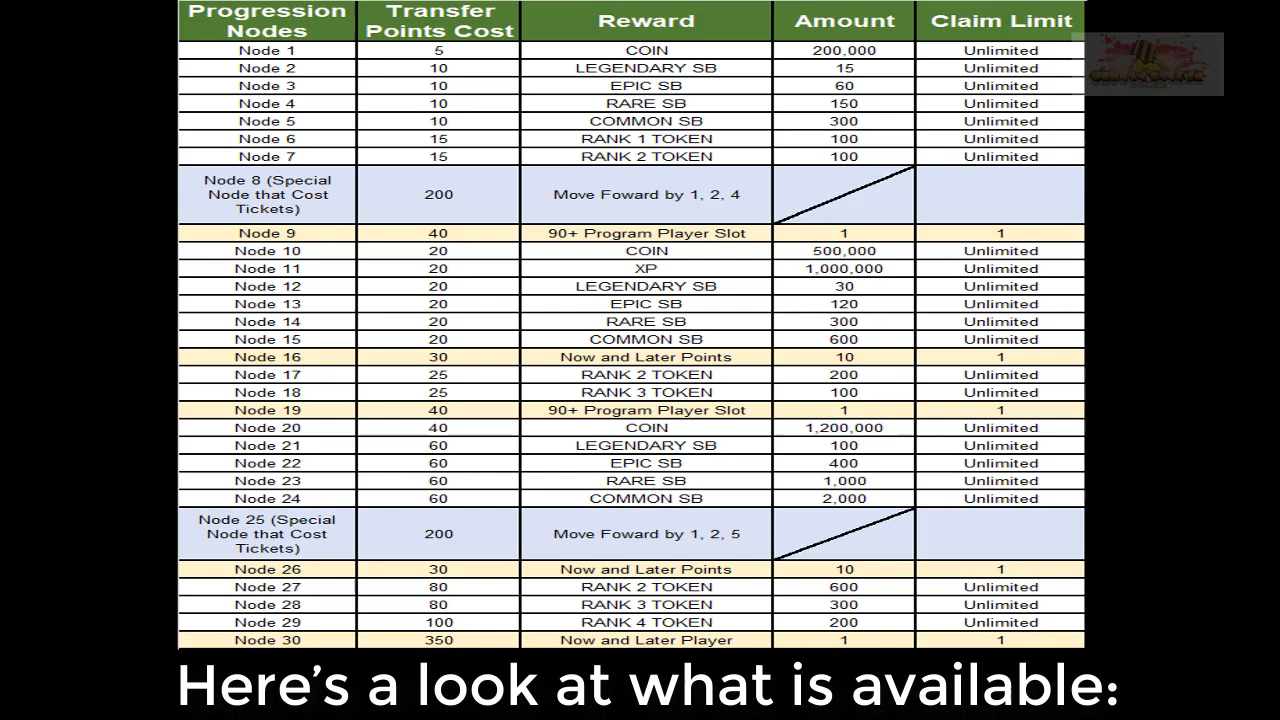 Progression Nodes Transfer Points Cost Reward Amount Claim Limit
Node 1 5 COIN 200,000 Unlimited
Node 2 10 LEGENDARY SB 15 Unlimited
Node 3 10 EPIC SB 60 Unlimited
Node 4 10 RARE SB 150 Unlimited
Node 5 10 COMMON SB 300 Unlimited
Node 6 15 RANK 1 TOKEN 100 Unlimited
Node 7 15 RANK 2 TOKEN 100 Unlimited
Node 8 (Special Node that Cost Tickets) 200 Move Foward by 1, 2, 4
Node 9 40 90+ Program Player Slot 1 1
Node 10 20 COIN 500,000 Unlimited
Node 11 20 XP 1,000,000 Unlimited
Node 12 20 LEGENDARY SB 30 Unlimited
Node 13 20 EPIC SB 120 Unlimited
Node 14 20 RARE SB 300 Unlimited
Node 15 20 COMMON SB 600 Unlimited
Node 16 30 Now and Later Points 10 1
Node 17 25 RANK 2 TOKEN 200 Unlimited
Node 18 25 RANK 3 TOKEN 100 Unlimited
Node 19 40 90+ Program Player Slot 1 1
Node 20 40 COIN 1,200,000 Unlimited
Node 21 60 LEGENDARY SB 100 Unlimited
Node 22 60 EPIC SB 400 Unlimited
Node 23 60 RARE SB 1,000 Unlimited
Node 24 60 COMMON SB 2,000 Unlimited
Node 25 (Special Node that Cost Tickets) 200 Move Foward by 1, 2, 5
Node 26 30 Now and Later Points 10 1
Node 27 80 RANK 2 TOKEN 600 Unlimited
Node 28 80 RANK 3 TOKEN 300 Unlimited
Node 29 100 RANK 4 TOKEN 200 Unlimited
Node 30 350 Now and Later Player 1 1
Here's a look at what is available: